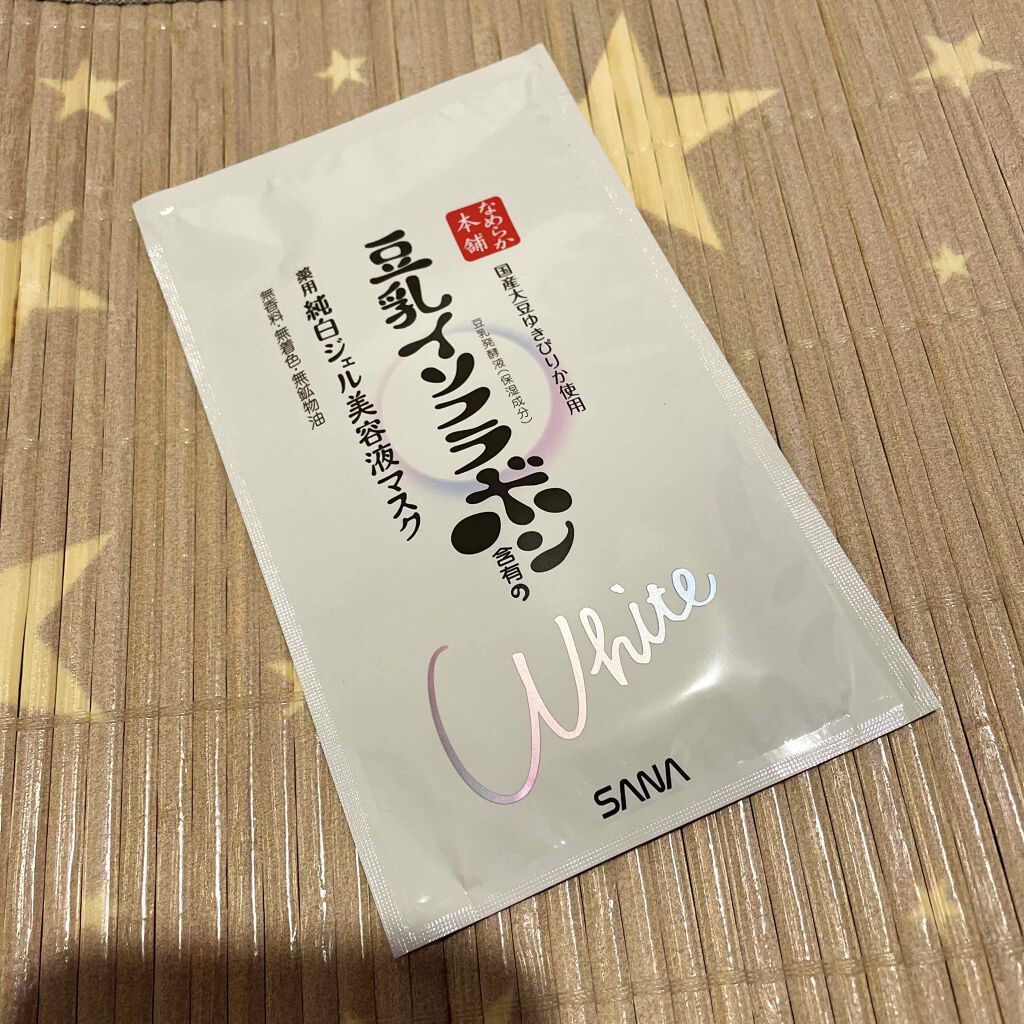 なめらか
本舗
国産大豆ゆきぴりか使用
豆乳発酵液(保湿成分)
豆乳イソフラボン含有の
薬用 純白ジェル美容液マスク
無香料・無着色・無鉱物油
White
SANA